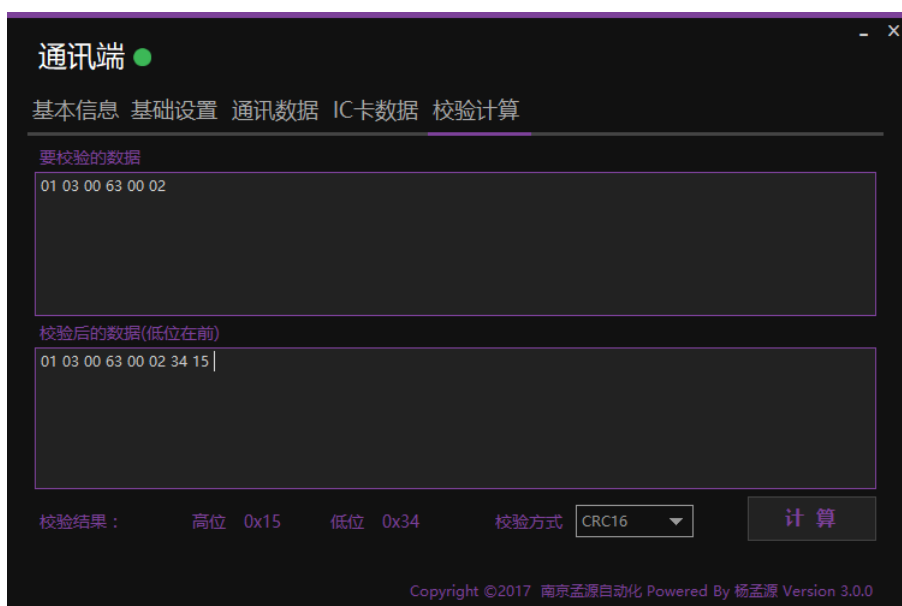 通讯端
基本信息 基础设置 通讯数据 IC卡数据 校验计算
要校验的数据
01 03 00 63 00 02
校验后的数据(低位在前)
01 03 00 63 00 02 34 15
校验结果： 高位 0x15 低位 0x34 校验方式 CRC16 计 算
Copyright ©2017 南京孟源自动化 Powered By 杨孟源 Version 3.0.0